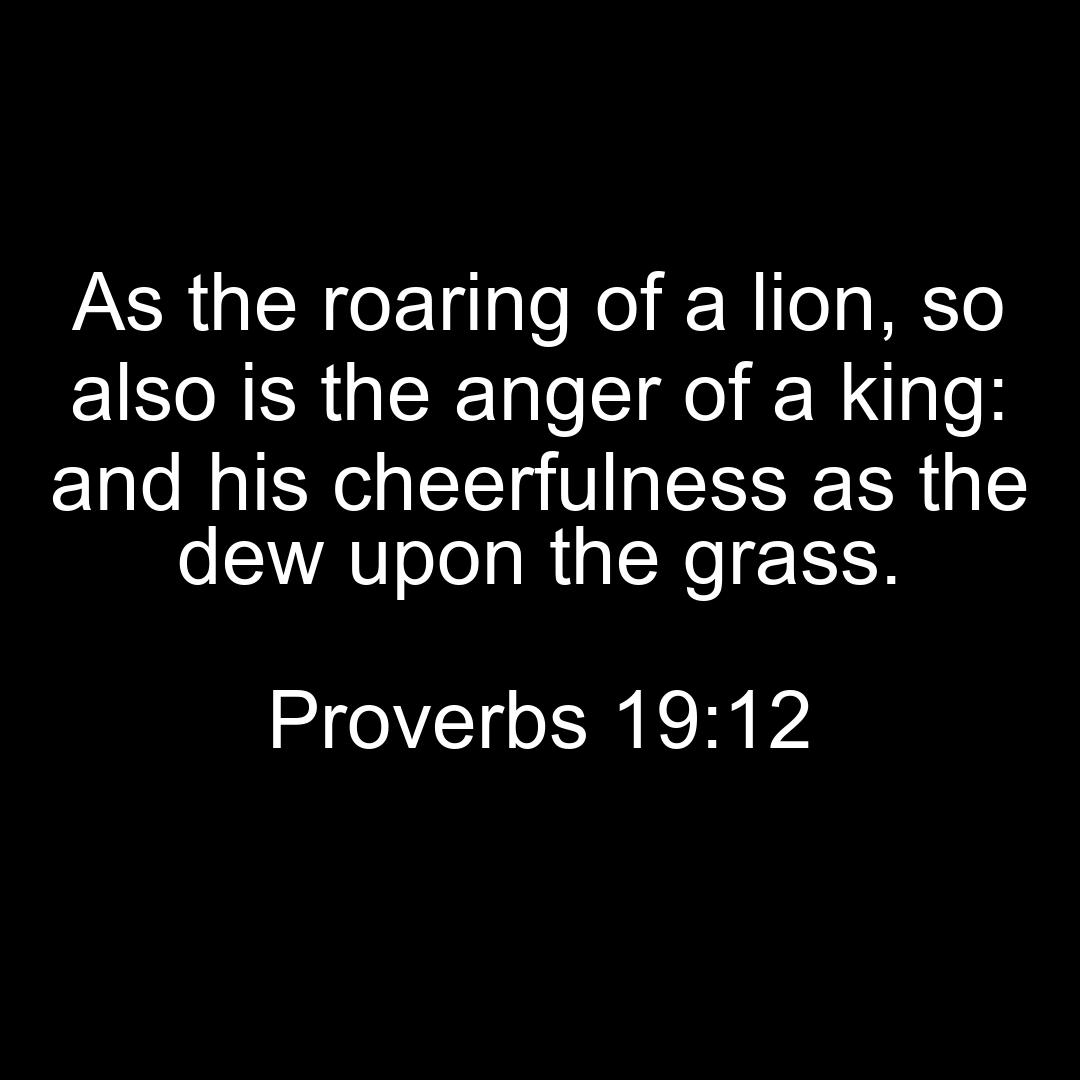 As the roaring of a lion, so
also is the anger of a king:
and his cheerfulness as the
dew upon the grass.
Proverbs 19:12